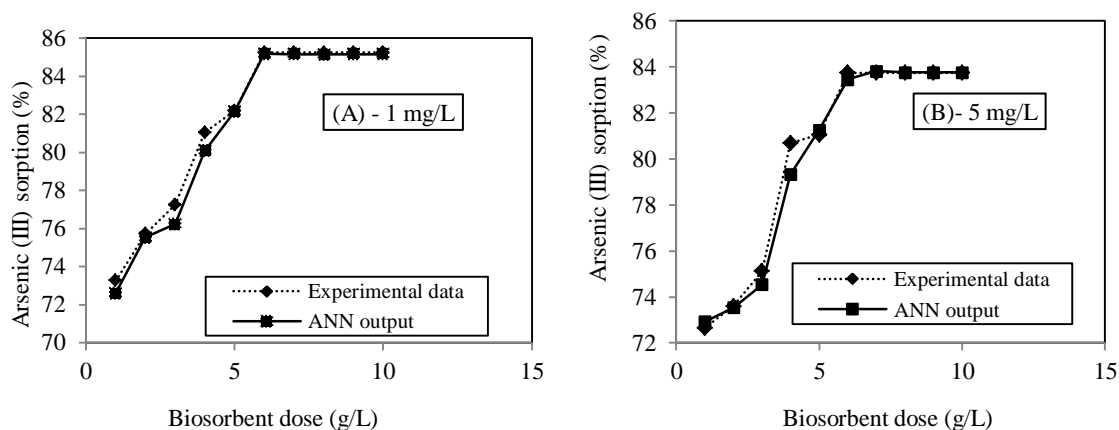 Arsenic (III) sorption (%)
86
84
82
80
78
76
74
72
70
(A) - 1 mg/L
Experimental data
ANN output
0
5
10
15
Biosorbent dose (g/L)
Arsenic (III) sorption (%)
86
84
82
80
78
76
74
72
(B)- 5 mg/L
Experimental data
ANN output
0
5
10
15
Biosorbent dose (g/L)